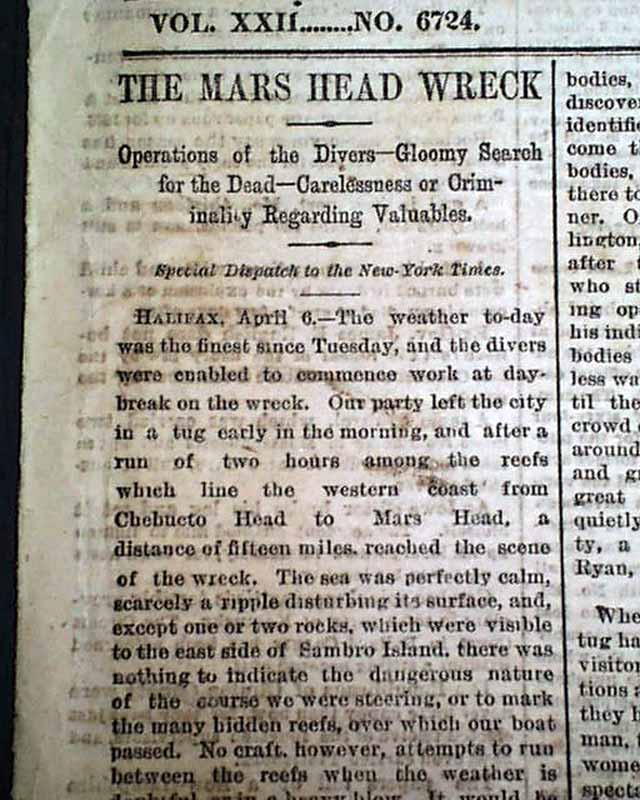 VOL. XXII........NO. 6724.
THE MARS HEAD WRECK
Operations of the Divers—Gloomy Search
for the Dead—Carelessness or Crim-
inality Regarding Valuables.
Special Dispatch to the New-York Times.
HALIFAX, April 6.—The weather to-day
was the finest since Tuesday, and the divers
were enabled to commence work at day-
break on the wreck. Our party left the city
in a tug early in the morning, and after a
run of two hours among the reefs
which line the western coast from
Chebucto Head to Mars Head, a
distance of fifteen miles, reached the scene
of the wreck. The sea was perfectly calm,
scarcely a ripple disturbing its surface, and,
except one or two rocks, which were visible
to the east side of Sambro Island, there was
nothing to indicate the dangerous nature
of the course we were steering, or to mark
the many hidden reefs, over which our boat
passed. No craft, however, attempts to run
between the reefs when the weather is
bodies,
discove
identifi
come t
bodies,
there to
ner. O
lington,
after t
who st
ing op
his indi
bodies
less wa
til the
crowd
around
and g
great
quietly
ty, a
Ryan,
Whe
tug ha
visitor
tions
they h
man,
wome
spect